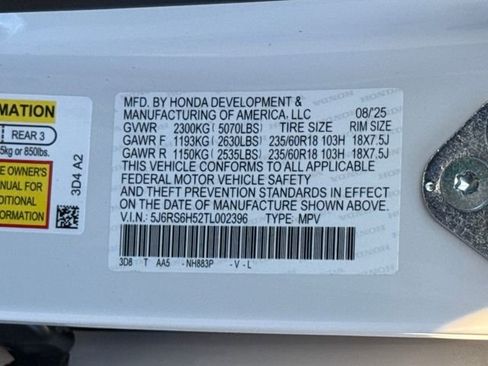 RMATION
REAR 3
5kg or 850lbs.
E OWNER'S
NUAL FOR
DITIONAL
3D4 A2
MFD. BY HONDA DEVELOPMENT &
MANUFACTURING OF AMERICA, LLC 08/'25
GVWR 2300KG (5070LBS) TIRE SIZE RIM SIZE
GAWR F 1193KG (2630LBS) 235/60R18 103H 18X7.5J
GAWR R 1150KG (2535LBS) 235/60R18 103H 18X7.5J
THIS VEHICLE CONFORMS TO ALL APPLICABLE
FEDERAL MOTOR VEHICLE SAFETY
AND THEFT PREVENTION STANDARDS IN EFFECT
ON THE DATE OF MANUFACTURE SHOWN ABOVE.
V.I.N.: 5J6RS6H52TL002396 TYPE: MPV
3D8 T AA5 - NH883P - V - L